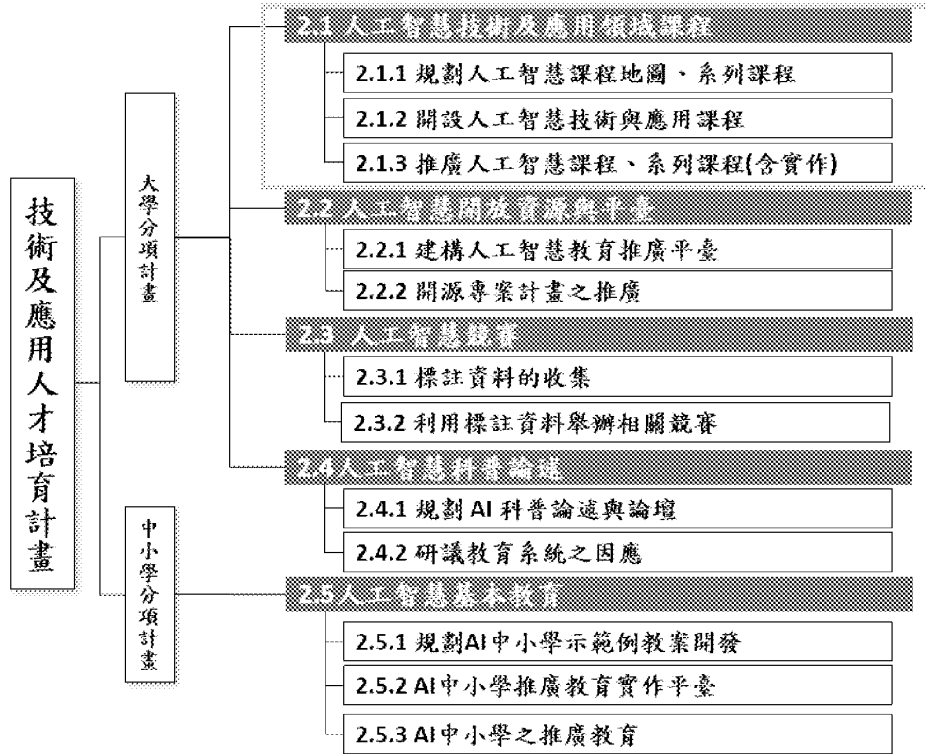 技術及應用人才培育計畫
大學分項計畫
2.1 人工智慧技術及應用領域課程
2.1.1 規劃人工智慧課程地圖、系列課程
2.1.2 開設人工智慧技術與應用課程
2.1.3 推廣人工智慧課程、系列課程(含實作)
2.2 人工智慧開放資源與平臺
2.2.1 建構人工智慧教育推廣平臺
2.2.2 開源專案計畫之推廣
2.3 人工智慧競賽
2.3.1 標註資料的收集
2.3.2 利用標註資料舉辦相關競賽
2.4人工智慧科普論述
2.4.1 規劃 AI 科普論述與論壇
2.4.2 研議教育系統之因應
中小學分項計畫
2.5人工智慧基本教育
2.5.1 規劃AI中小學示範例教案開發
2.5.2 AI中小學推廣教育實作平臺
2.5.3 AI中小學之推廣教育